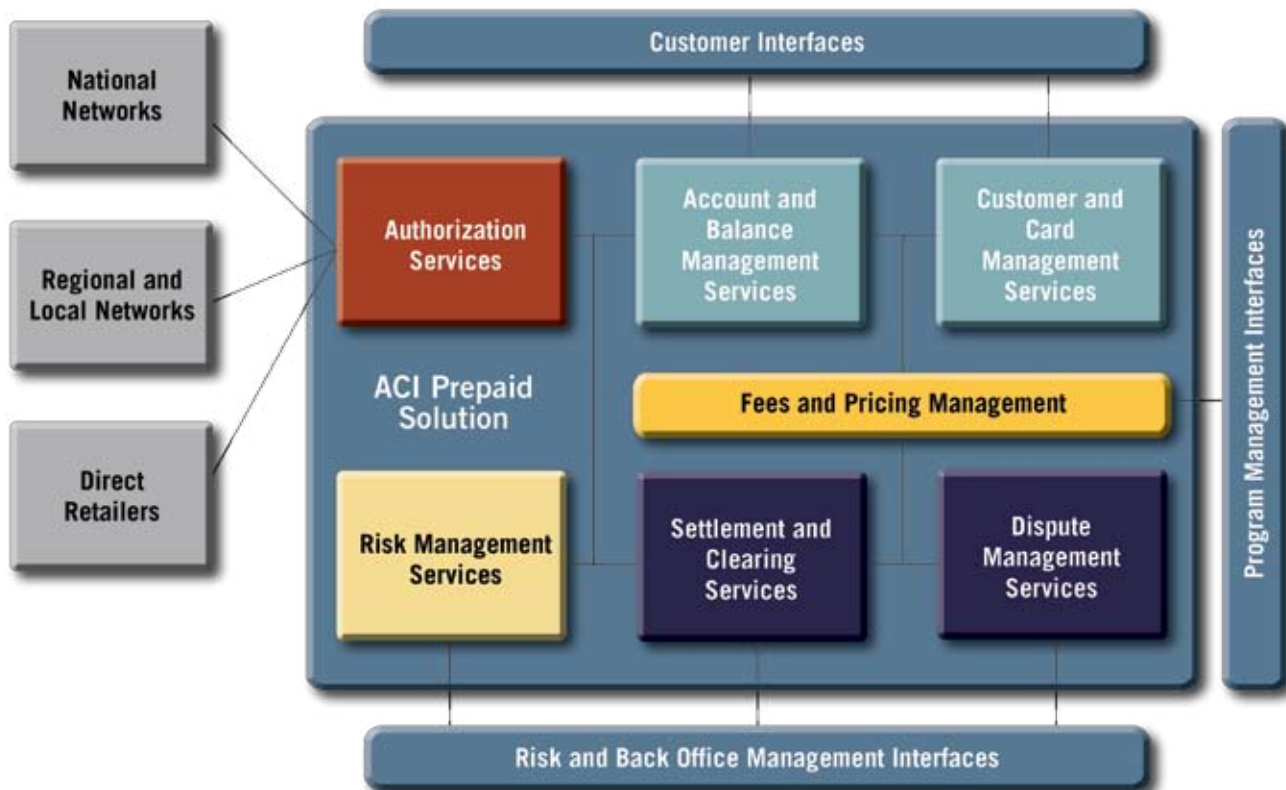 Customer Interfaces
National
Networks
Regional and
Local Networks
Direct
Retailers
Authorization
Services
Account and
Balance
Management
Services
Customer and
Card
Management
Services
ACI Prepaid
Solution
Fees and Pricing Management
Risk Management
Services
Settlement and
Clearing
Services
Dispute
Management
Services
Program Management Interfaces
Risk and Back Office Management Interfaces